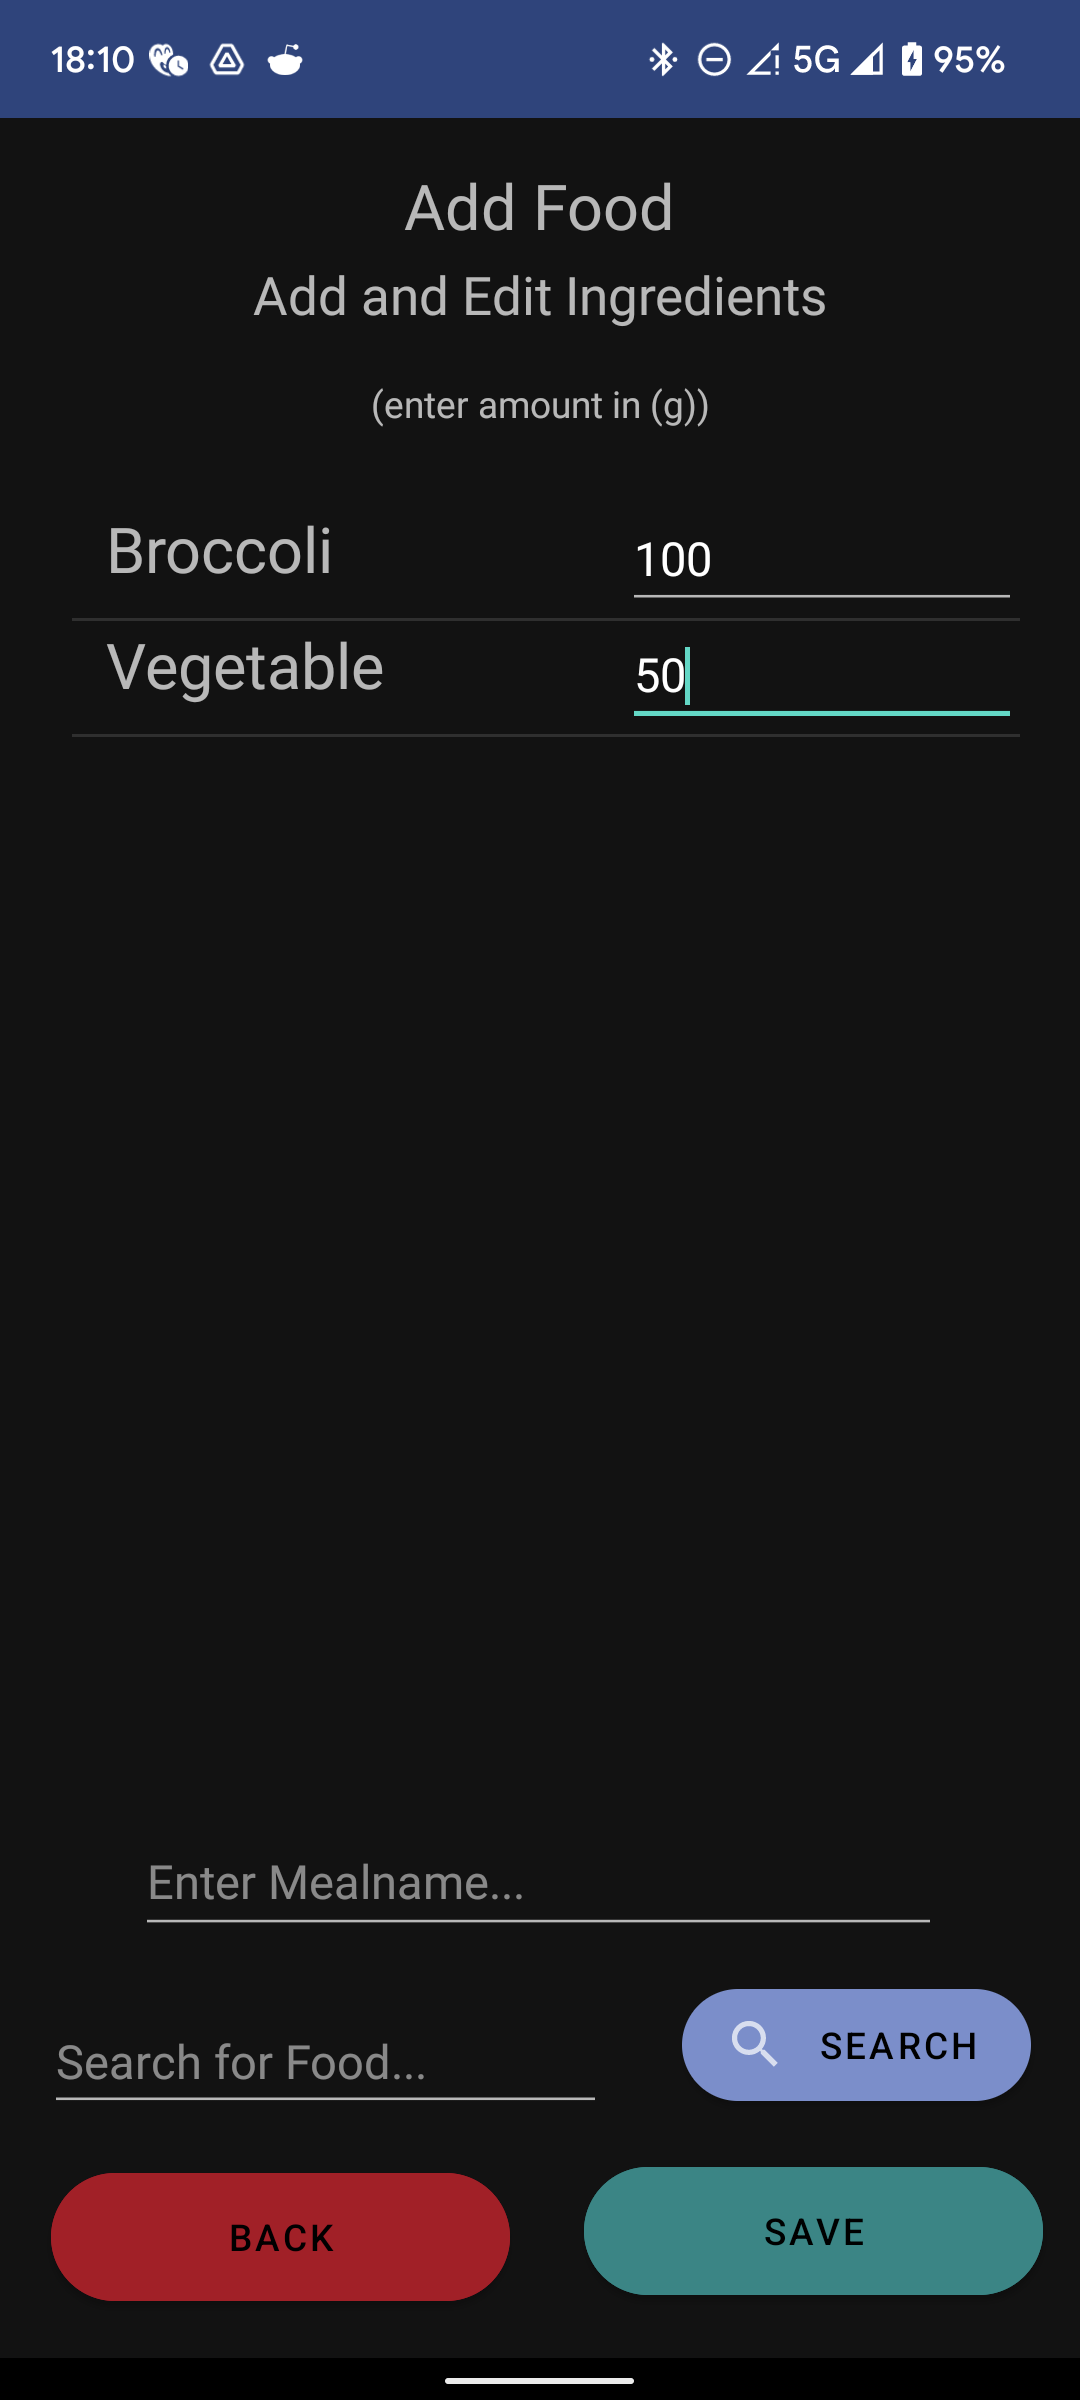 18:10 5G 95%
Add Food
Add and Edit Ingredients
(enter amount in (g))
Broccoli 100
Vegetable 50
Enter Mealname...
Search for Food... SEARCH
BACK SAVE